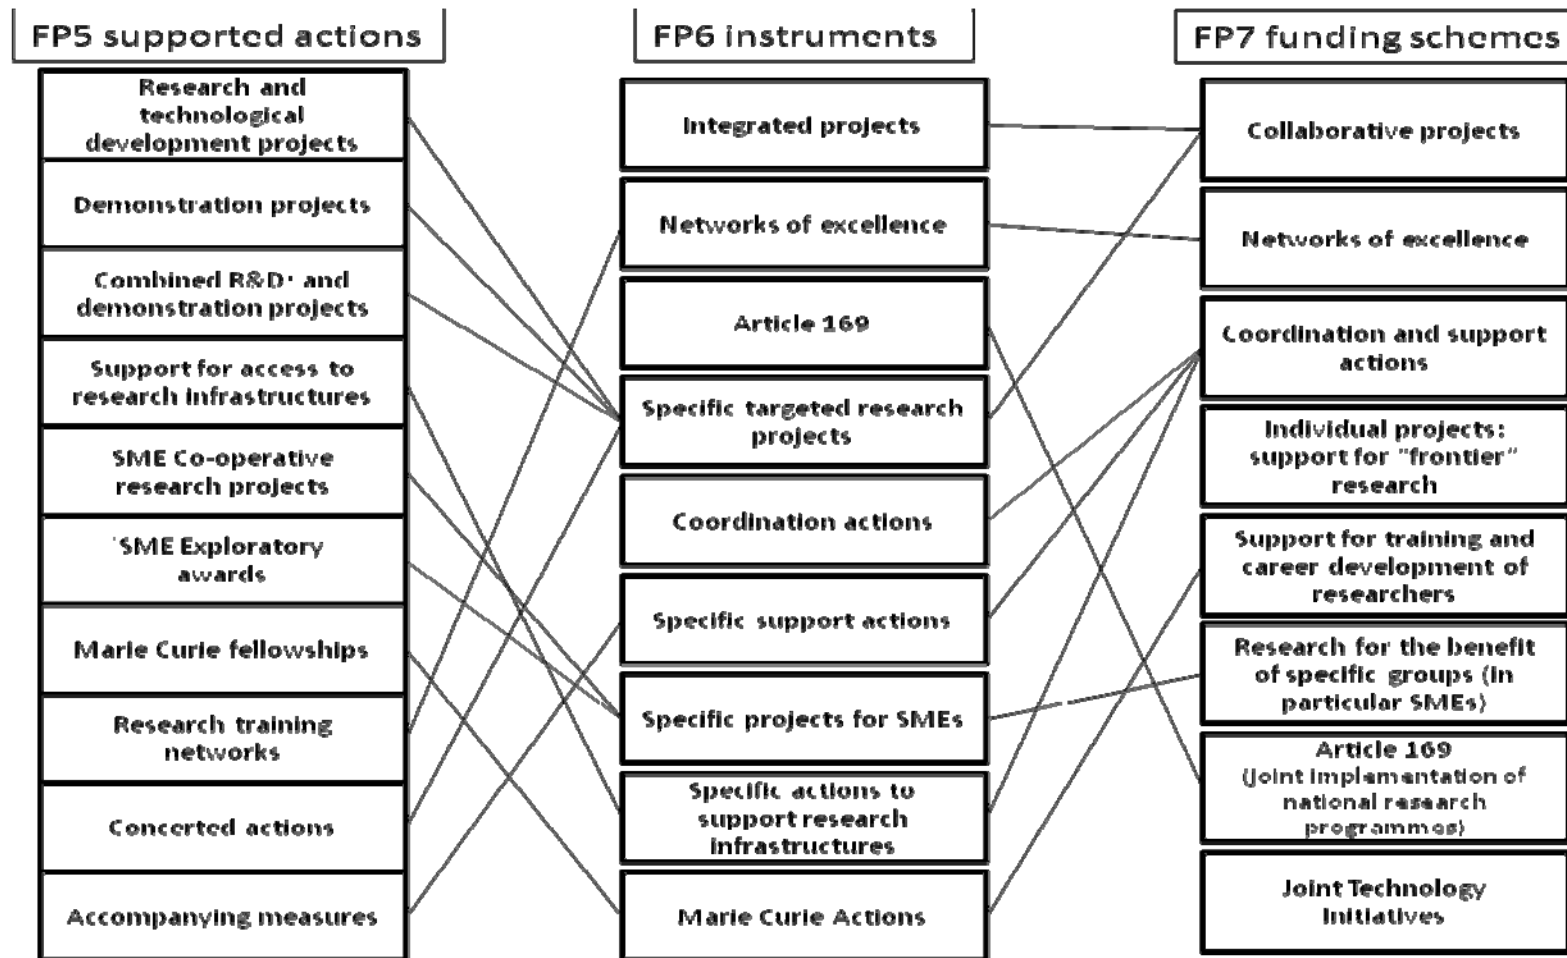 FP5 supported actions
Research and
technological
development projects
Demonstration projects
Combined R&D· and
demonstration projects
Support for access to
research infrastructures
SME Co-operative
research projects
'SME Exploratory
awards
Marie Curie fellowships
Research training
networks
Concerted actions
Accompanying measures
FP6 instruments
Integrated projects
Networks of excellence
Article 169
Specific targeted research
projects
Coordination actions
Specific support actions
Specific projects for SMEs
Specific actions to
support research
infrastructures
Marie Curie Actions
FP7 funding schemes
Collaborative projects
Networks of excellence
Coordination and support
actions
Individual projects:
support for "frontier"
research
Support for training and
career development of
researchers
Research for the benefit
of specific groups (in
particular SMEs)
Article 169
(Joint implementation of
national research
programmes)
Joint Technology
Initiatives